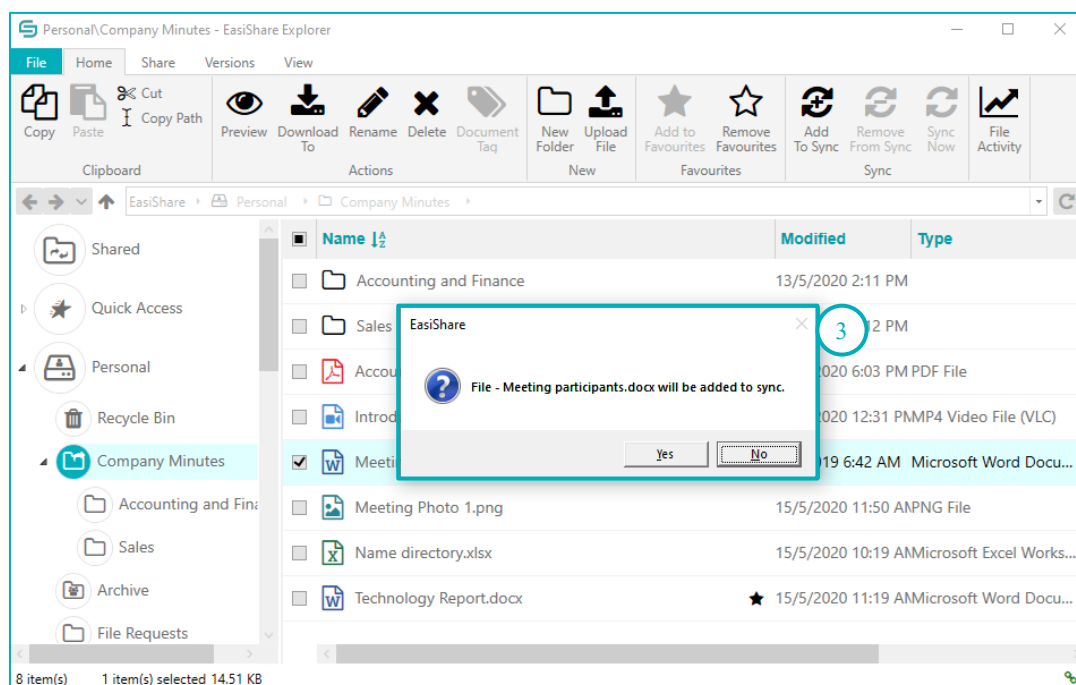 Personal\Company Minutes - EasiShare Explorer
File Home Share Versions View
Copy
Paste
Cut
Copy Path
Clipboard
Preview
Download To
Rename
Delete
Document Tag
Actions
New Folder
Upload File
New
Add to Favourites
Remove Favourites
Favourites
Add To Sync
Remove From Sync
Sync Now
Sync
File Activity
EasiShare Personal Company Minutes
Shared
Quick Access
Personal
Recycle Bin
Company Minutes
Accounting and Fina
Sales
Archive
File Requests
Name Modified Type
Accounting and Finance 13/5/2020 2:11 PM
Sales 12 PM
Accou 2020 6:03 PM PDF File
Introd 2020 12:31 PM MP4 Video File (VLC)
Meeti 19 6:42 AM Microsoft Word Docu...
Meeting Photo 1.png 15/5/2020 11:50 AM PNG File
Name directory.xlsx 15/5/2020 10:19 AM Microsoft Excel Works...
Technology Report.docx 15/5/2020 11:19 AM Microsoft Word Docu...
EasiShare
File - Meeting participants.docx will be added to sync.
Yes No
3
8 item(s) 1 item(s) selected 14.51 KB